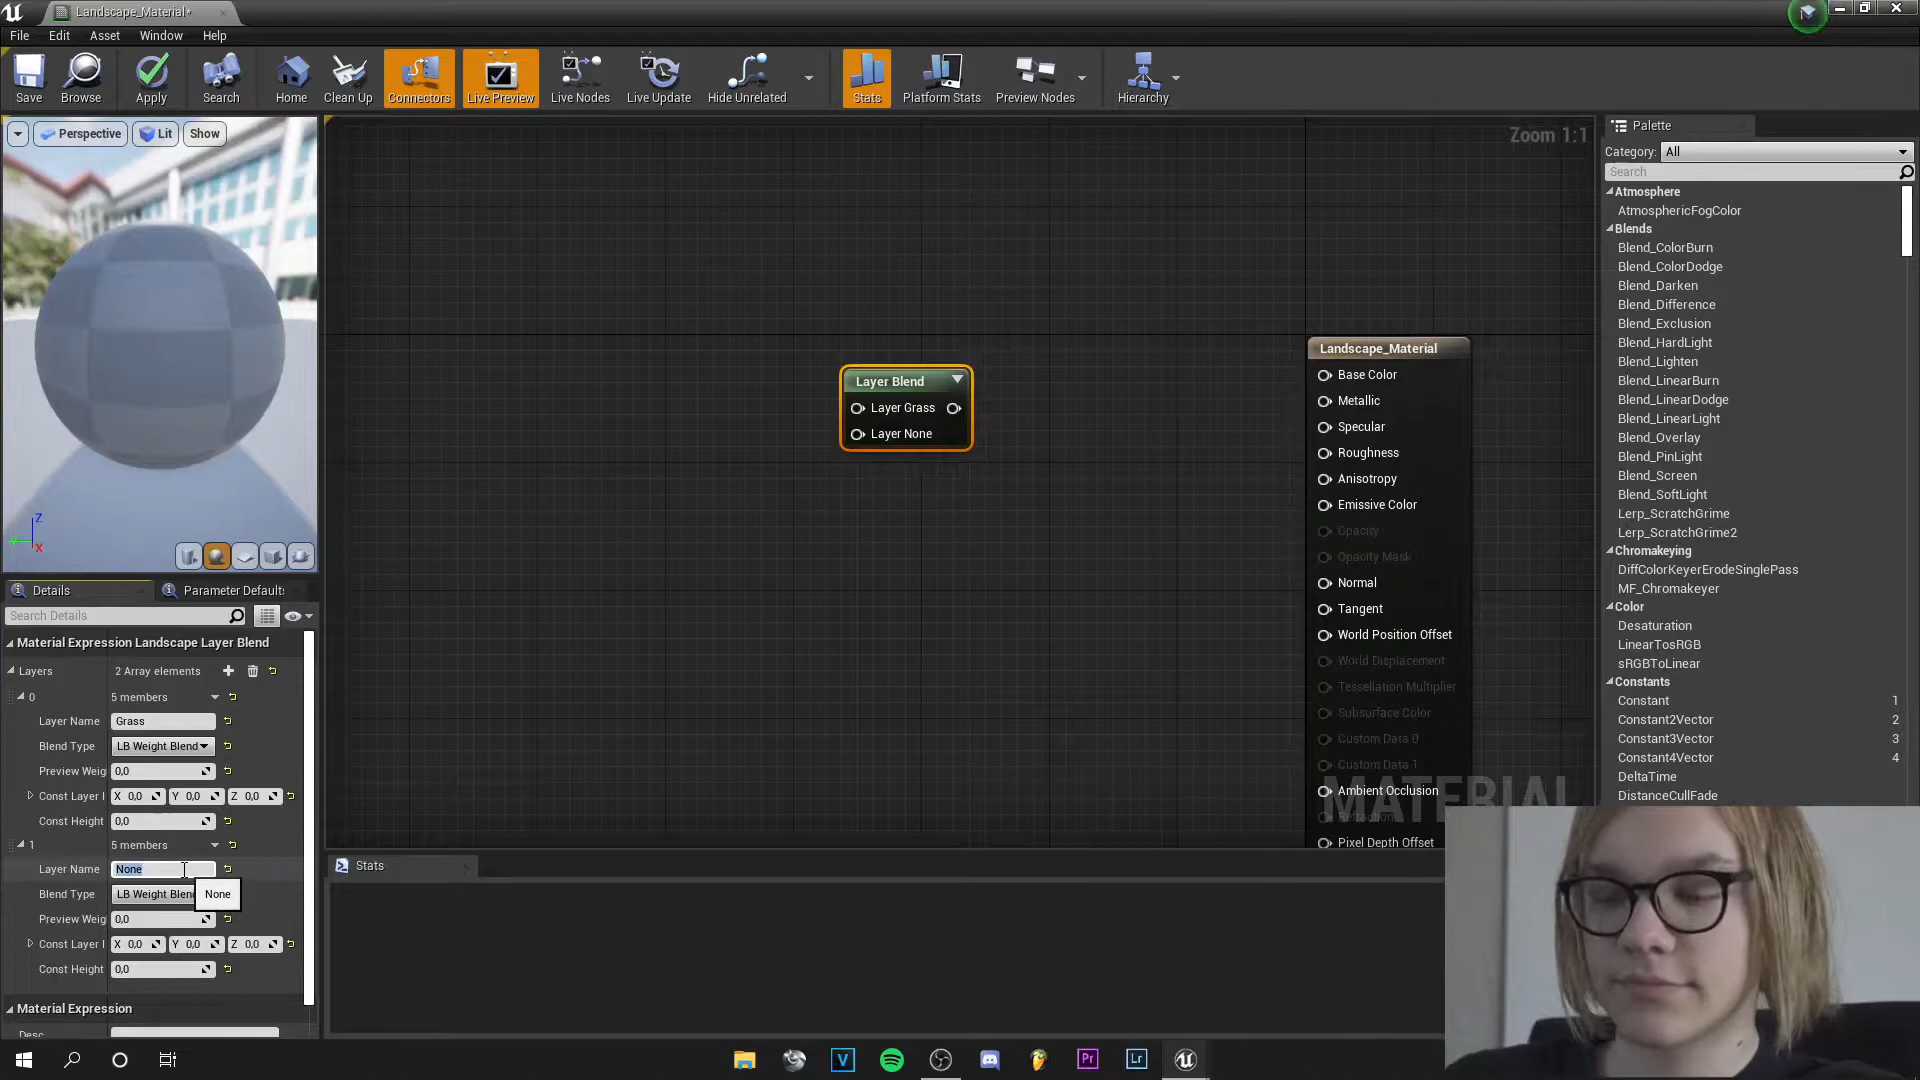 Landscape_Material*
File Edit Asset Window Help
Save Browse Apply Search Home Clean Up Connectors Live Preview Live Nodes Live Update Hide Unrelated Stats Platform Stats Preview Nodes Hierarchy
Perspective Lit Show
Zoom 1:1
Palette
Category: All
Search
Atmosphere
AtmosphericFogColor
Blends
Blend_ColorBurn
Blend_ColorDodge
Blend_Darken
Blend_Difference
Blend_Exclusion
Blend_HardLight
Blend_Lighten
Blend_LinearBurn
Blend_LinearDodge
Blend_LinearLight
Blend_Overlay
Blend_PinLight
Blend_Screen
Blend_SoftLight
Lerp_ScratchGrime
Lerp_ScratchGrime2
Chromakeying
DiffColorKeyerErodeSinglePass
MF_Chromakeyer
Color
Desaturation
LinearTosRGB
sRGBToLinear
Constants
Constant 1
Constant2Vector 2
Constant3Vector 3
Constant4Vector 4
DeltaTime
DistanceCullFade
Layer Blend
Layer Grass
Layer None
Landscape_Material
Base Color
Metallic
Specular
Roughness
Anisotropy
Emissive Color
Opacity
Opacity Mask
Normal
Tangent
World Position Offset
World Displacement
Tessellation Multiplier
Subsurface Color
Custom Data 0
Custom Data 1
Ambient Occlusion
Refraction
Pixel Depth Offset
MATERIAL
Z
X
Details Parameter Defaults
Search Details
Material Expression Landscape Layer Blend
Layers 2 Array elements
0 5 members
Layer Name Grass
Blend Type LB Weight Blend
Preview Weig 0,0
Const Layer I X 0,0 Y 0,0 Z 0,0
Const Height 0,0
1 5 members
Layer Name None
Blend Type LB Weight Blend None
Preview Weig 0,0
Const Layer I X 0,0 Y 0,0 Z 0,0
Const Height 0,0
Material Expression
Desc
Stats
V Pr Lr